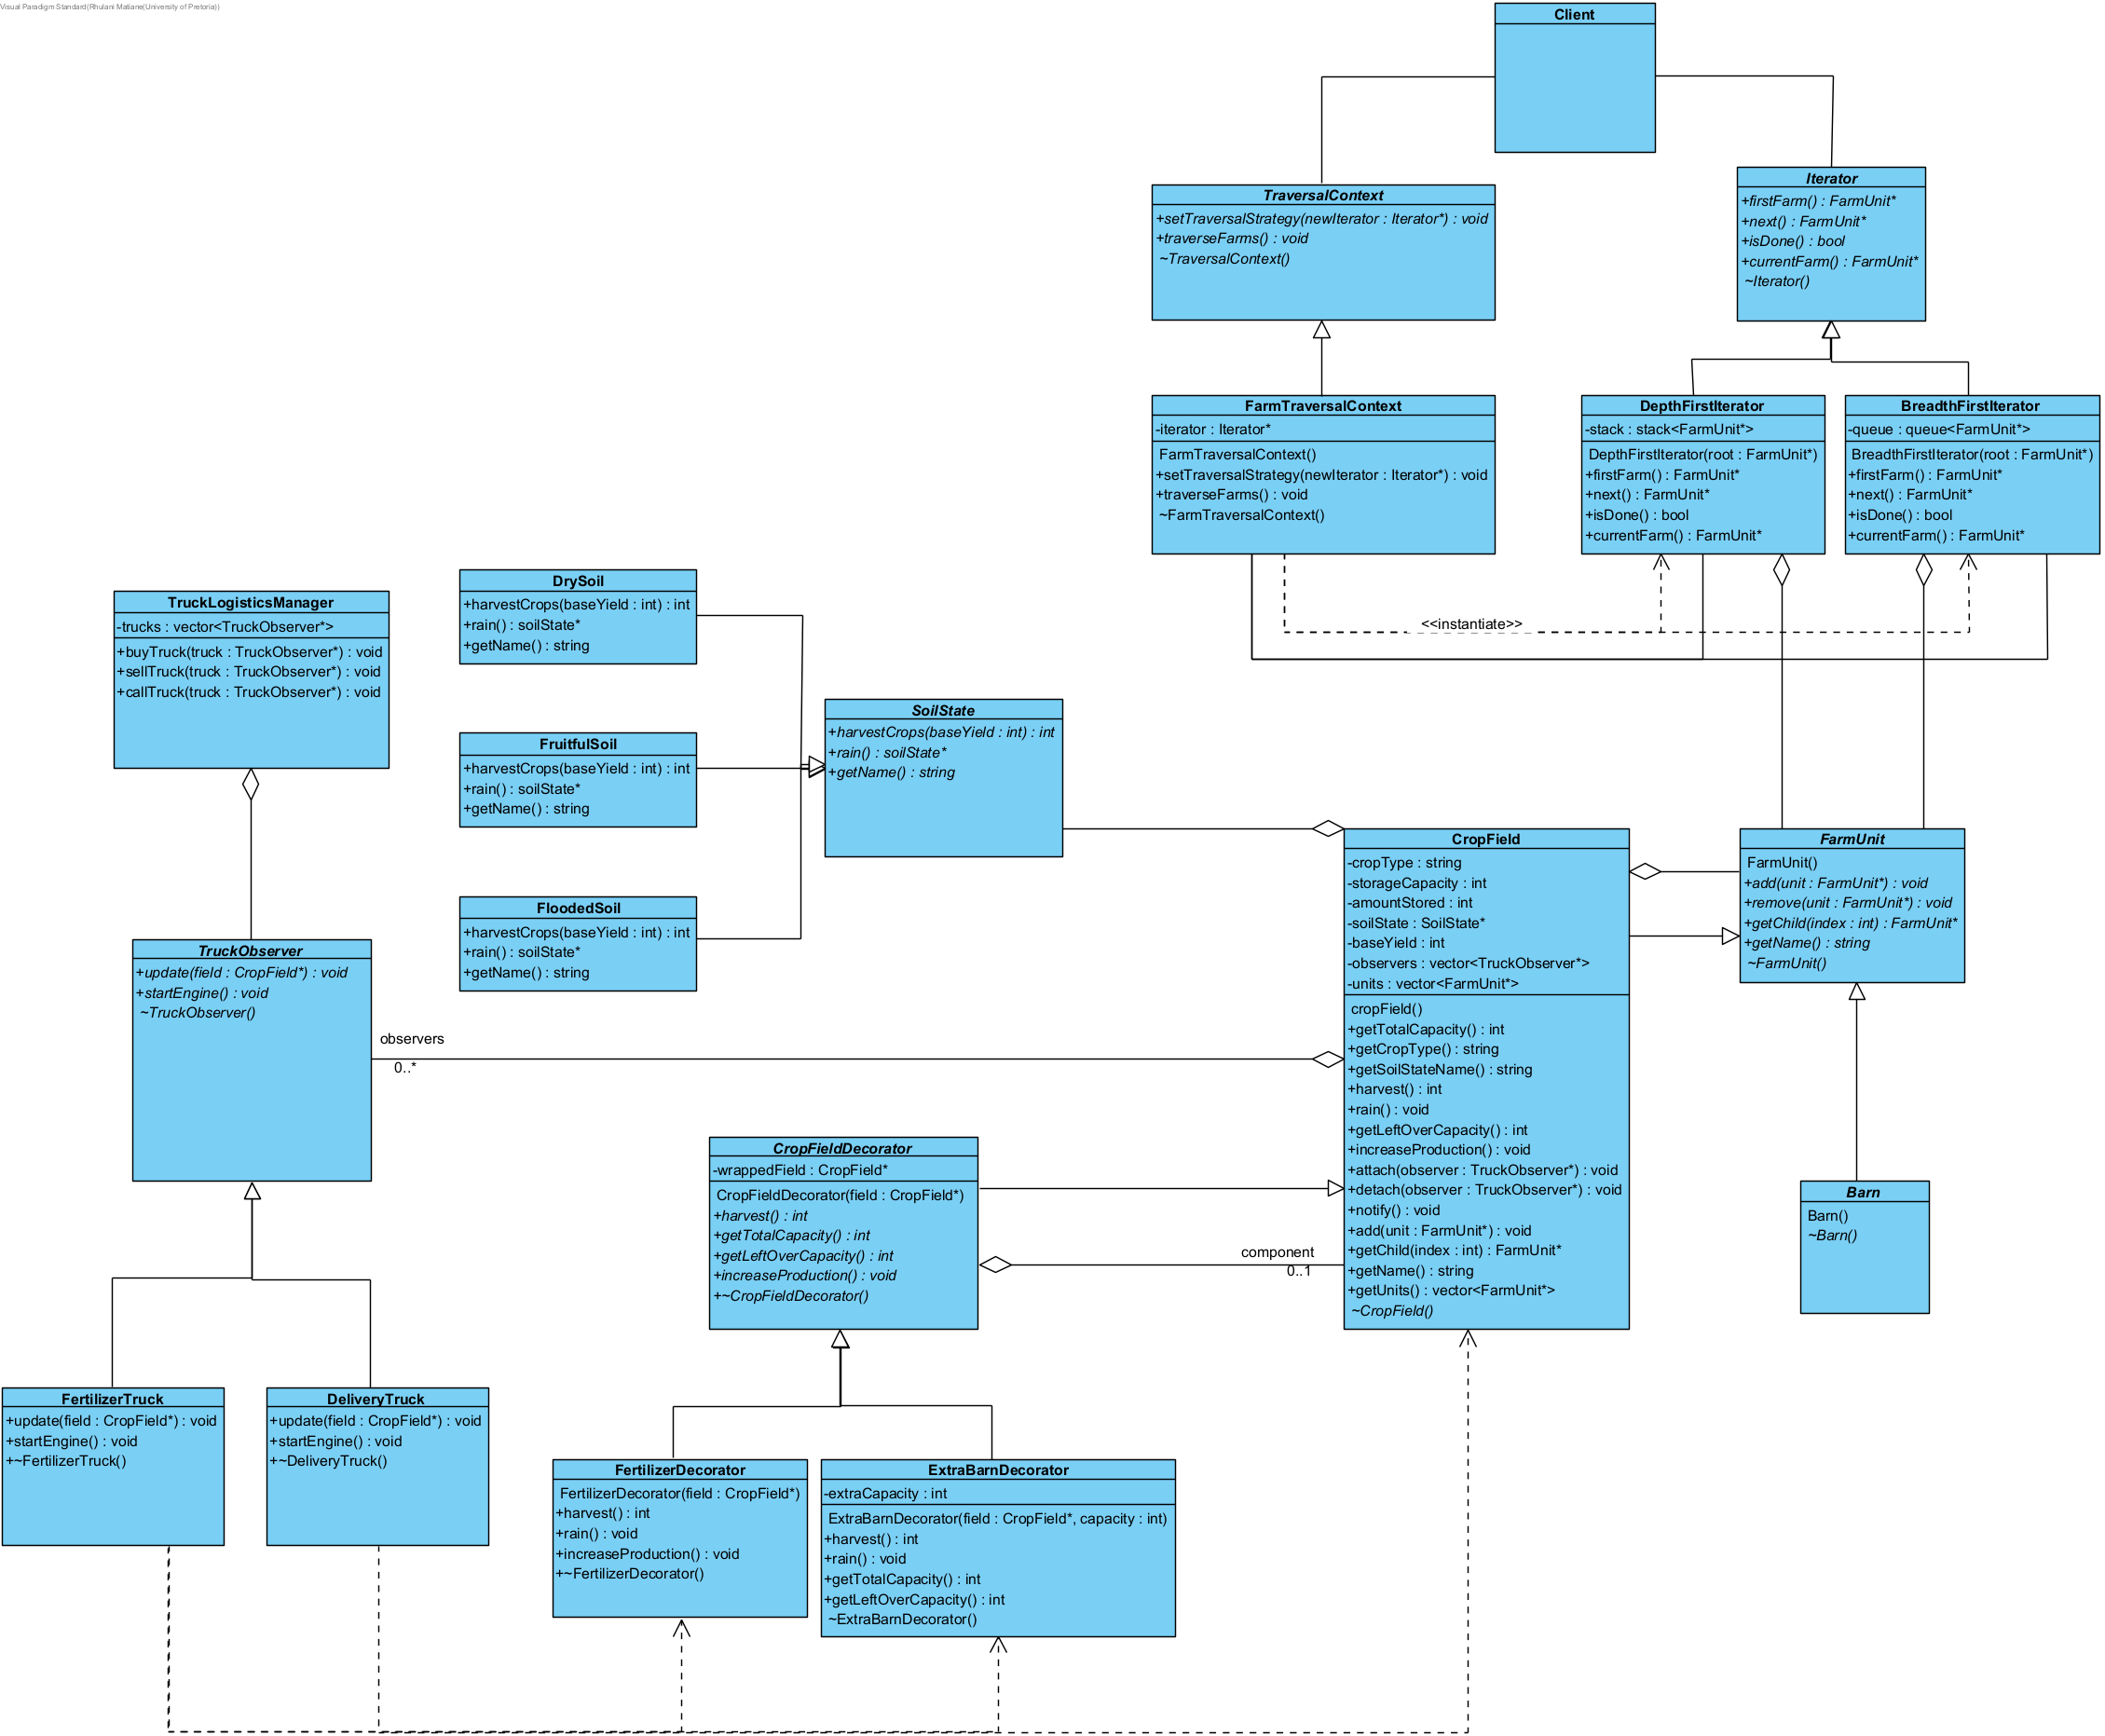 Visual Paradigm Standard(Rhulani Matiane(University of Pretoria))
Client
TraversalContext
+setTraversalStrategy(newIterator : Iterator*) : void
+traverseFarms() : void
~TraversalContext()
Iterator
+firstFarm() : FarmUnit*
+next() : FarmUnit*
+isDone() : bool
+currentFarm() : FarmUnit*
~Iterator()
FarmTraversalContext
-iterator : Iterator*
FarmTraversalContext()
+setTraversalStrategy(newIterator : Iterator*) : void
+traverseFarms() : void
~FarmTraversalContext()
DepthFirstIterator
-stack : stack<FarmUnit*>
DepthFirstIterator(root : FarmUnit*)
+firstFarm() : FarmUnit*
+next() : FarmUnit*
+isDone() : bool
+currentFarm() : FarmUnit*
BreadthFirstIterator
-queue : queue<FarmUnit*>
BreadthFirstIterator(root : FarmUnit*)
+firstFarm() : FarmUnit*
+next() : FarmUnit*
+isDone() : bool
+currentFarm() : FarmUnit*
<<instantiate>>
TruckLogisticsManager
-trucks : vector<TruckObserver*>
+buyTruck(truck : TruckObserver*) : void
+sellTruck(truck : TruckObserver*) : void
+callTruck(truck : TruckObserver*) : void
DrySoil
+harvestCrops(baseYield : int) : int
+rain() : soilState*
+getName() : string
FruitfulSoil
+harvestCrops(baseYield : int) : int
+rain() : soilState*
+getName() : string
FloodedSoil
+harvestCrops(baseYield : int) : int
+rain() : soilState*
+getName() : string
SoilState
+harvestCrops(baseYield : int) : int
+rain() : soilState*
+getName() : string
CropField
-cropType : string
-storageCapacity : int
-amountStored : int
-soilState : SoilState*
-baseYield : int
-observers : vector<TruckObserver*>
-units : vector<FarmUnit*>
cropField()
+getTotalCapacity() : int
+getCropType() : string
+getSoilStateName() : string
+harvest() : int
+rain() : void
+getLeftOverCapacity() : int
+increaseProduction() : void
+attach(observer : TruckObserver*) : void
+detach(observer : TruckObserver*) : void
+notify() : void
+add(unit : FarmUnit*) : void
+getChild(index : int) : FarmUnit*
+getName() : string
+getUnits() : vector<FarmUnit*>
~CropField()
FarmUnit
FarmUnit()
+add(unit : FarmUnit*) : void
+remove(unit : FarmUnit*) : void
+getChild(index : int) : FarmUnit*
+getName() : string
~FarmUnit()
TruckObserver
+update(field : CropField*) : void
+startEngine() : void
~TruckObserver()
observers
0..*
CropFieldDecorator
-wrappedField : CropField*
CropFieldDecorator(field : CropField*)
+harvest() : int
+getTotalCapacity() : int
+getLeftOverCapacity() : int
+increaseProduction() : void
+~CropFieldDecorator()
component
0..1
Barn
Barn()
~Barn()
FertilizerTruck
+update(field : CropField*) : void
+startEngine() : void
+~FertilizerTruck()
DeliveryTruck
+update(field : CropField*) : void
+startEngine() : void
+~DeliveryTruck()
FertilizerDecorator
FertilizerDecorator(field : CropField*)
+harvest() : int
+rain() : void
+increaseProduction() : void
+~FertilizerDecorator()
ExtraBarnDecorator
-extraCapacity : int
ExtraBarnDecorator(field : CropField*, capacity : int)
+harvest() : int
+rain() : void
+getTotalCapacity() : int
+getLeftOverCapacity() : int
~ExtraBarnDecorator()